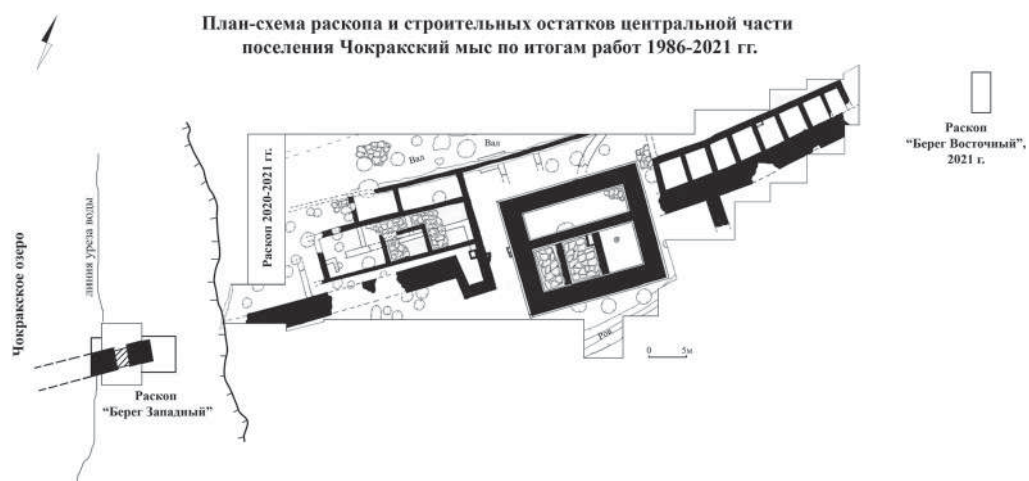 План-схема раскопа и строительных остатков центральной части
поселения Чокракский мыс по итогам работ 1986-2021 гг.
Раскоп
“Берег Восточный”,
2021 г.
Вал
Вал
Раскоп 2020-2021 гг.
линия уреза воды
Чокракское озеро
Ров
0 5м
Раскоп
“Берег Западный”